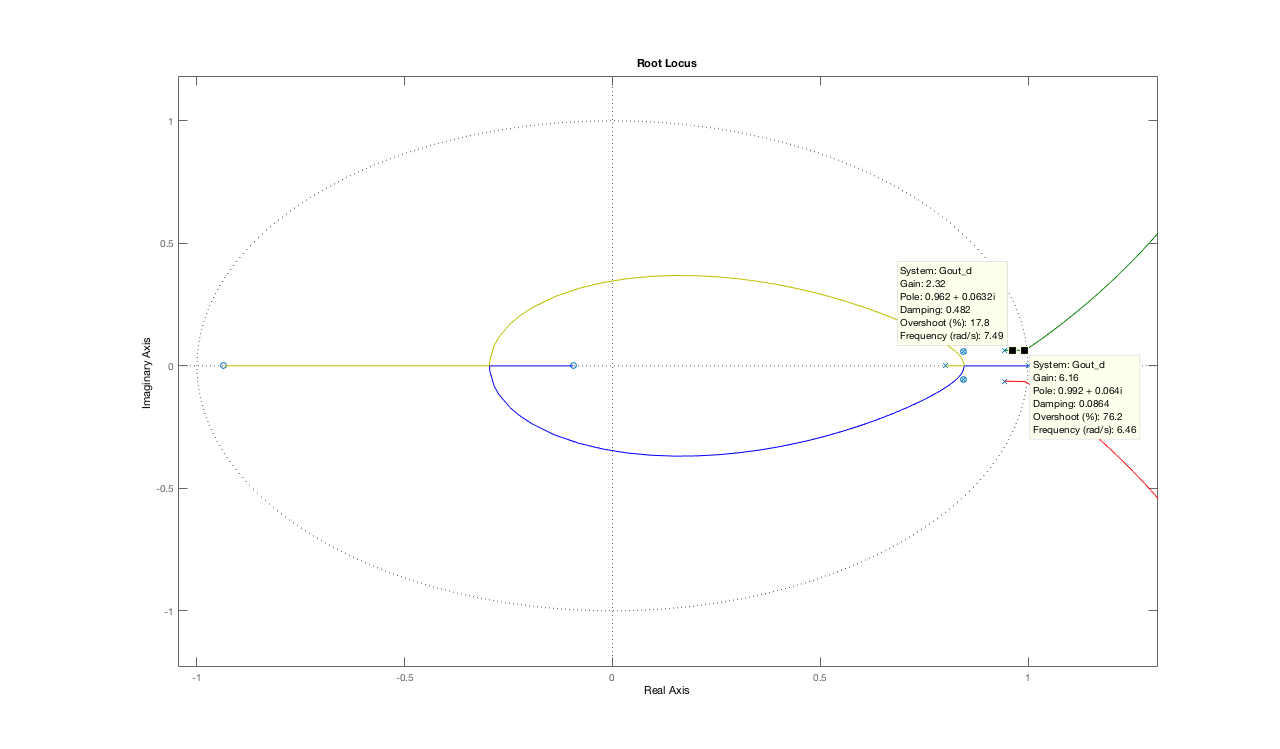 Root Locus
System: Gout_d
Gain: 2.32
Pole: 0.962 + 0.0632i
Damping: 0.482
Overshoot (%): 17.8
Frequency (rad/s): 7.49
System: Gout_d
Gain: 6.16
Pole: 0.992 + 0.064i
Damping: 0.0864
Overshoot (%): 76.2
Frequency (rad/s): 6.46
Imaginary Axis
1
0.5
0
-0.5
-1
-1
-0.5
0
0.5
1
Real Axis